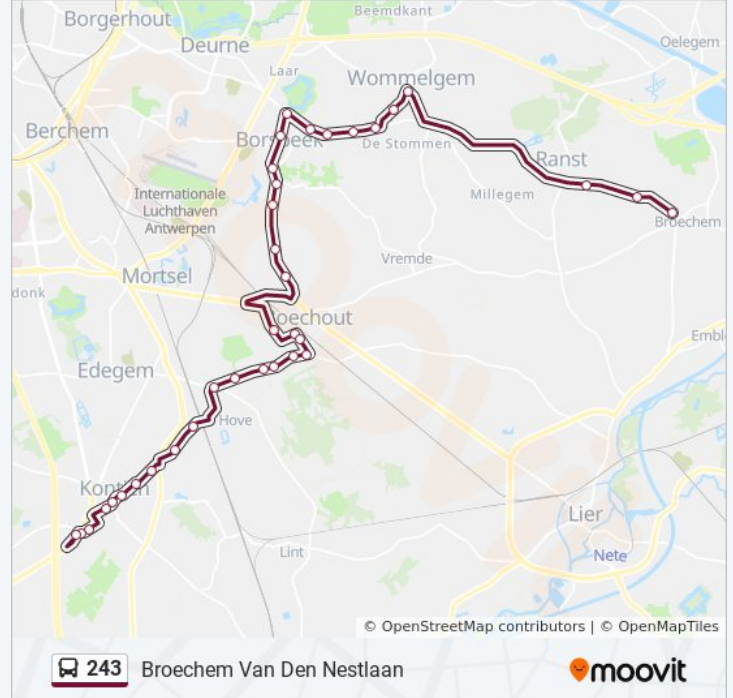 Beemdkant
Borgerhout
Deurne
Oelegem
Laar
Wommelgem
Berchem
Borsbeek
De Stommen
Ranst
Internationale
Luchthaven
Antwerpen
Millegem
Broechem
Vremde
Mortsel
donk
Boechout
Embl
Edegem
Hove
Kontich
Lier
Lint
Nete
© OpenStreetMap contributors | © OpenMapTiles
243 Broechem Van Den Nestlaan
moovit